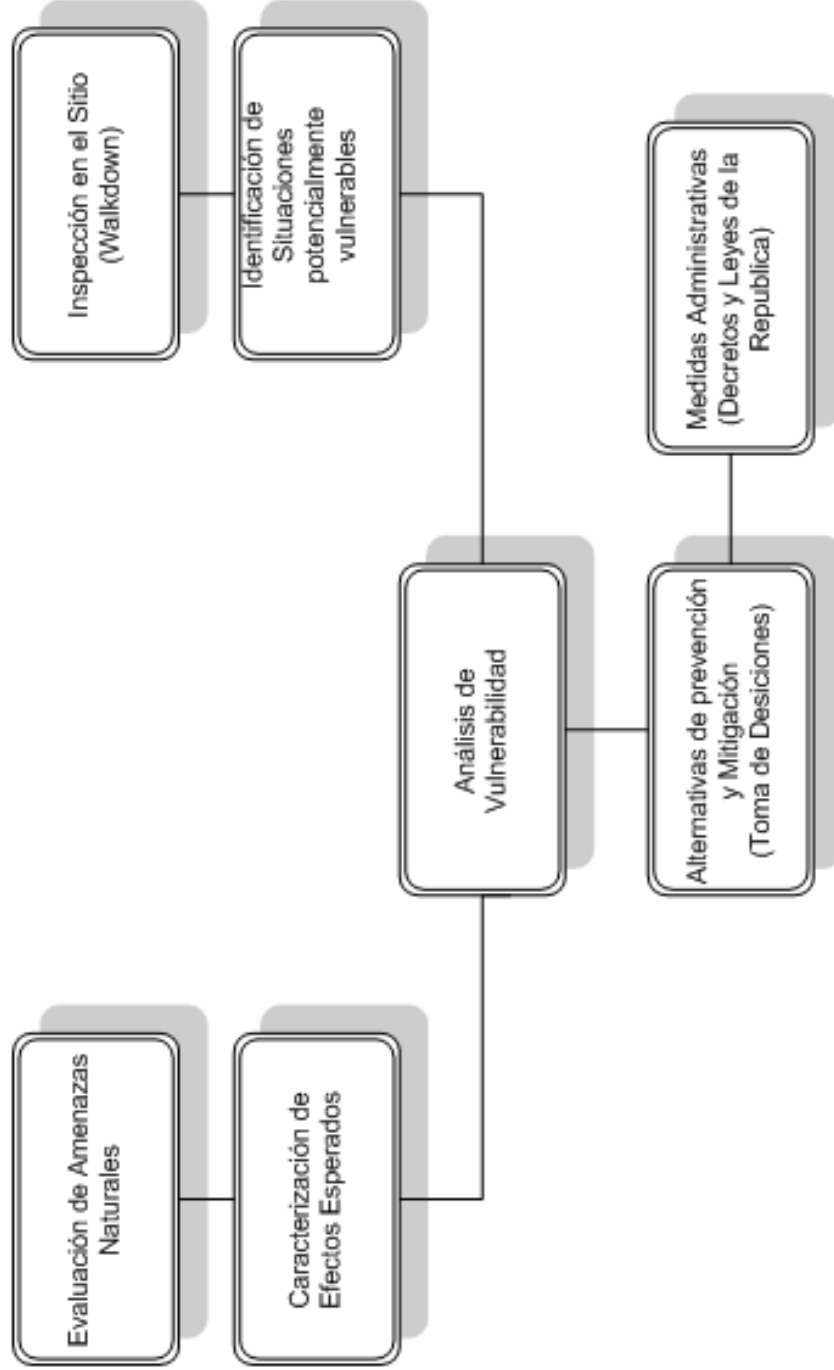 Evaluación de Amenazas
Naturales
Inspección en el Sitio
(Walkdown)
Caracterización de
Efectos Esperados
Identificación de
Situaciones
potencialmente
vulnerables
Análisis de
Vulnerabilidad
Alternativas de prevención
y Mitigación
(Toma de Desiciones)
Medidas Administrativas
(Decretos y Leyes de la
Republica)